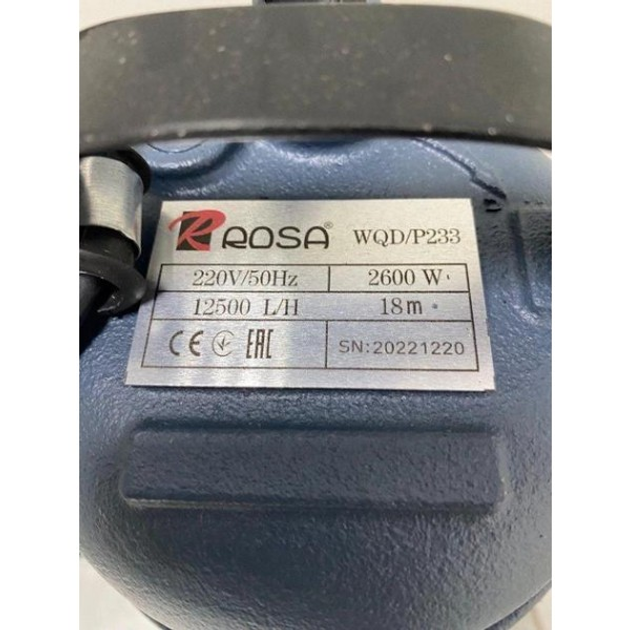 R ROSA® WQD/P233
220V/50Hz 2600 W
12500 L/H 18m
CE EAC
SN:20221220